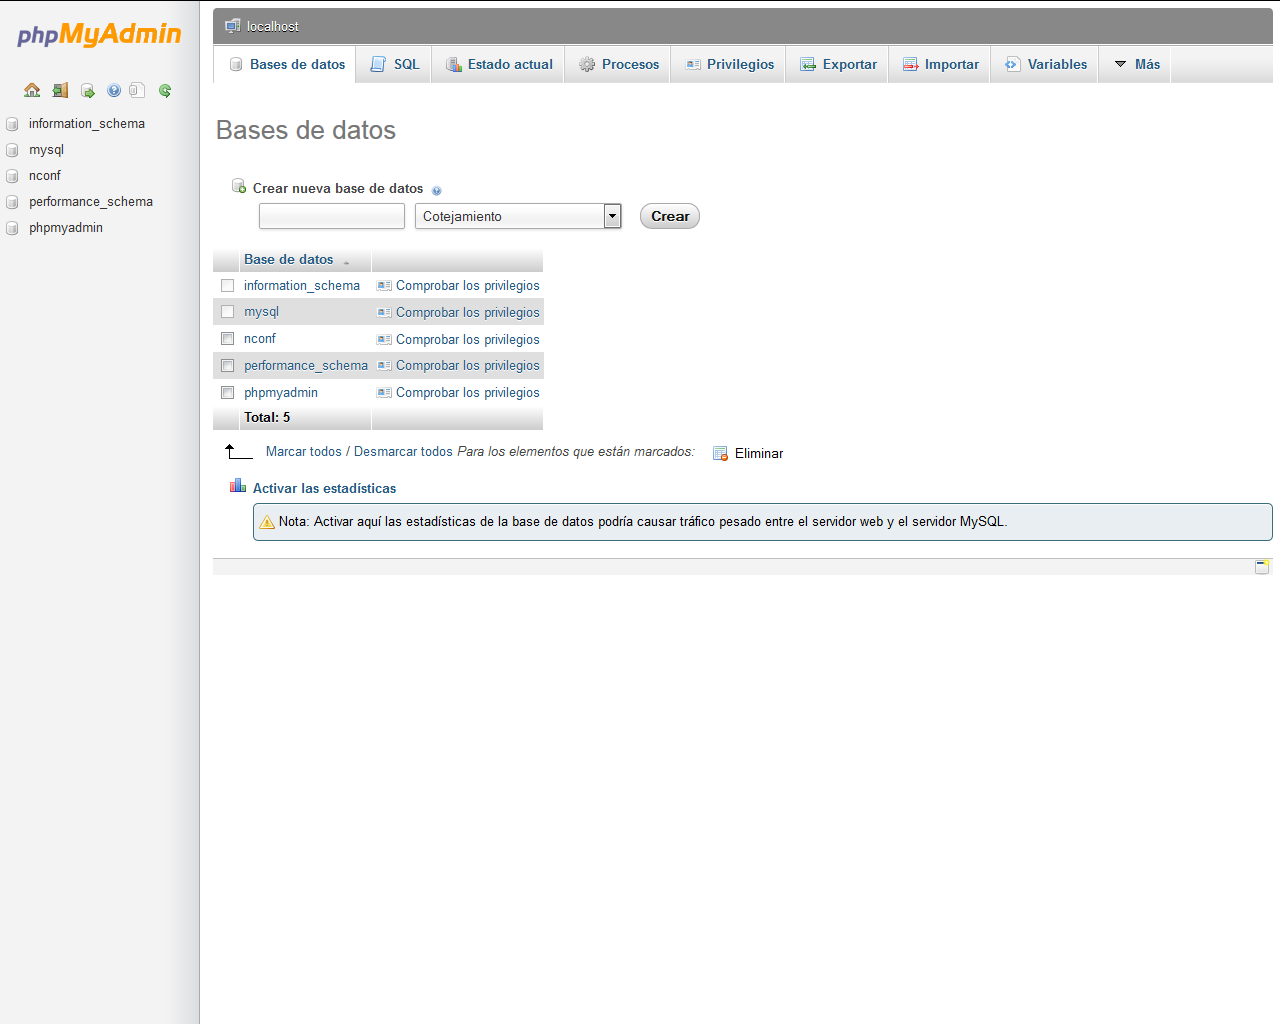 phpMyAdmin
information_schema
mysql
nconf
performance_schema
phpmyadmin
localhost
Bases de datos SQL Estado actual Procesos Privilegios Exportar Importar Variables Más
Bases de datos
Crear nueva base de datos
Cotejamiento Crear
Base de datos
information_schema Comprobar los privilegios
mysql Comprobar los privilegios
nconf Comprobar los privilegios
performance_schema Comprobar los privilegios
phpmyadmin Comprobar los privilegios
Total: 5
Marcar todos / Desmarcar todos Para los elementos que están marcados: Eliminar
Activar las estadísticas
Nota: Activar aquí las estadísticas de la base de datos podría causar tráfico pesado entre el servidor web y el servidor MySQL.